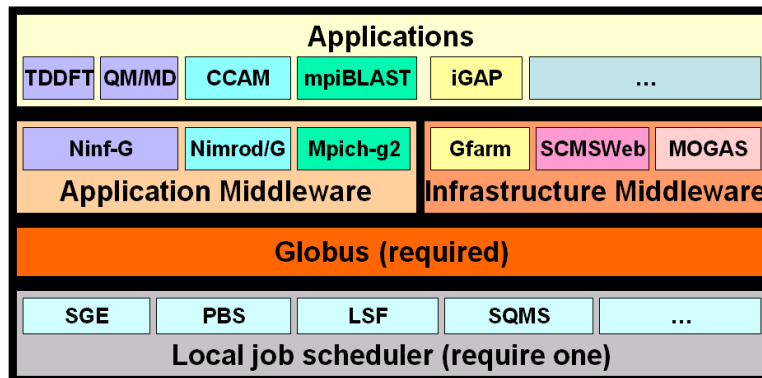 Applications
TDDFT QM/MD CCAM mpiBLAST iGAP ...
Ninf-G Nimrod/G Mpich-g2 Gfarm SCMSWeb MOGAS
Application Middleware Infrastructure Middleware
Globus (required)
SGE PBS LSF SQMS ...
Local job scheduler (require one)